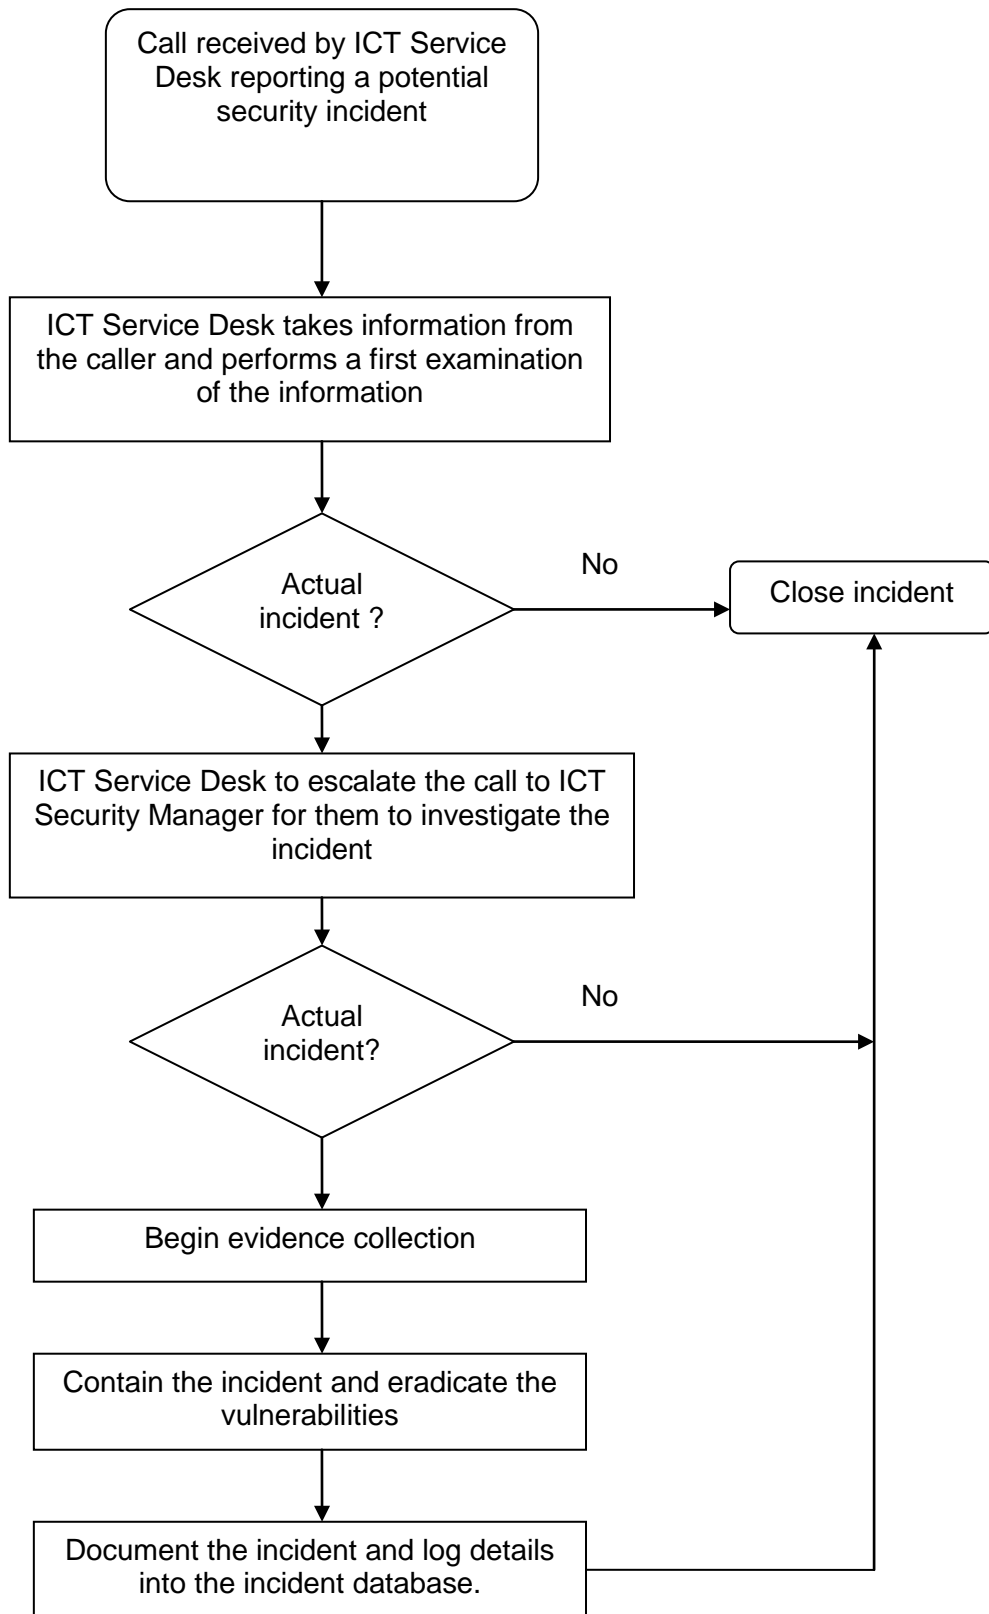 Call received by ICT Service
Desk reporting a potential
security incident
ICT Service Desk takes information from
the caller and performs a first examination
of the information
Actual
incident ?
No
Close incident
ICT Service Desk to escalate the call to ICT
Security Manager for them to investigate the
incident
Actual
incident?
No
Begin evidence collection
Contain the incident and eradicate the
vulnerabilities
Document the incident and log details
into the incident database.